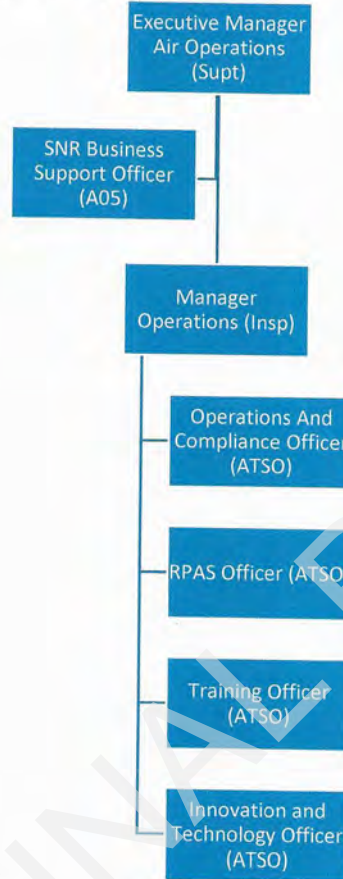 Executive Manager
Air Operations
(Supt)
SNR Business
Support Officer
(A05)
Manager
Operations (Insp)
Operations And
Compliance Officer
(ATSO)
RPAS Officer (ATSO
Training Officer
(ATSO)
Innovation and
Technology Officer
(ATSO)